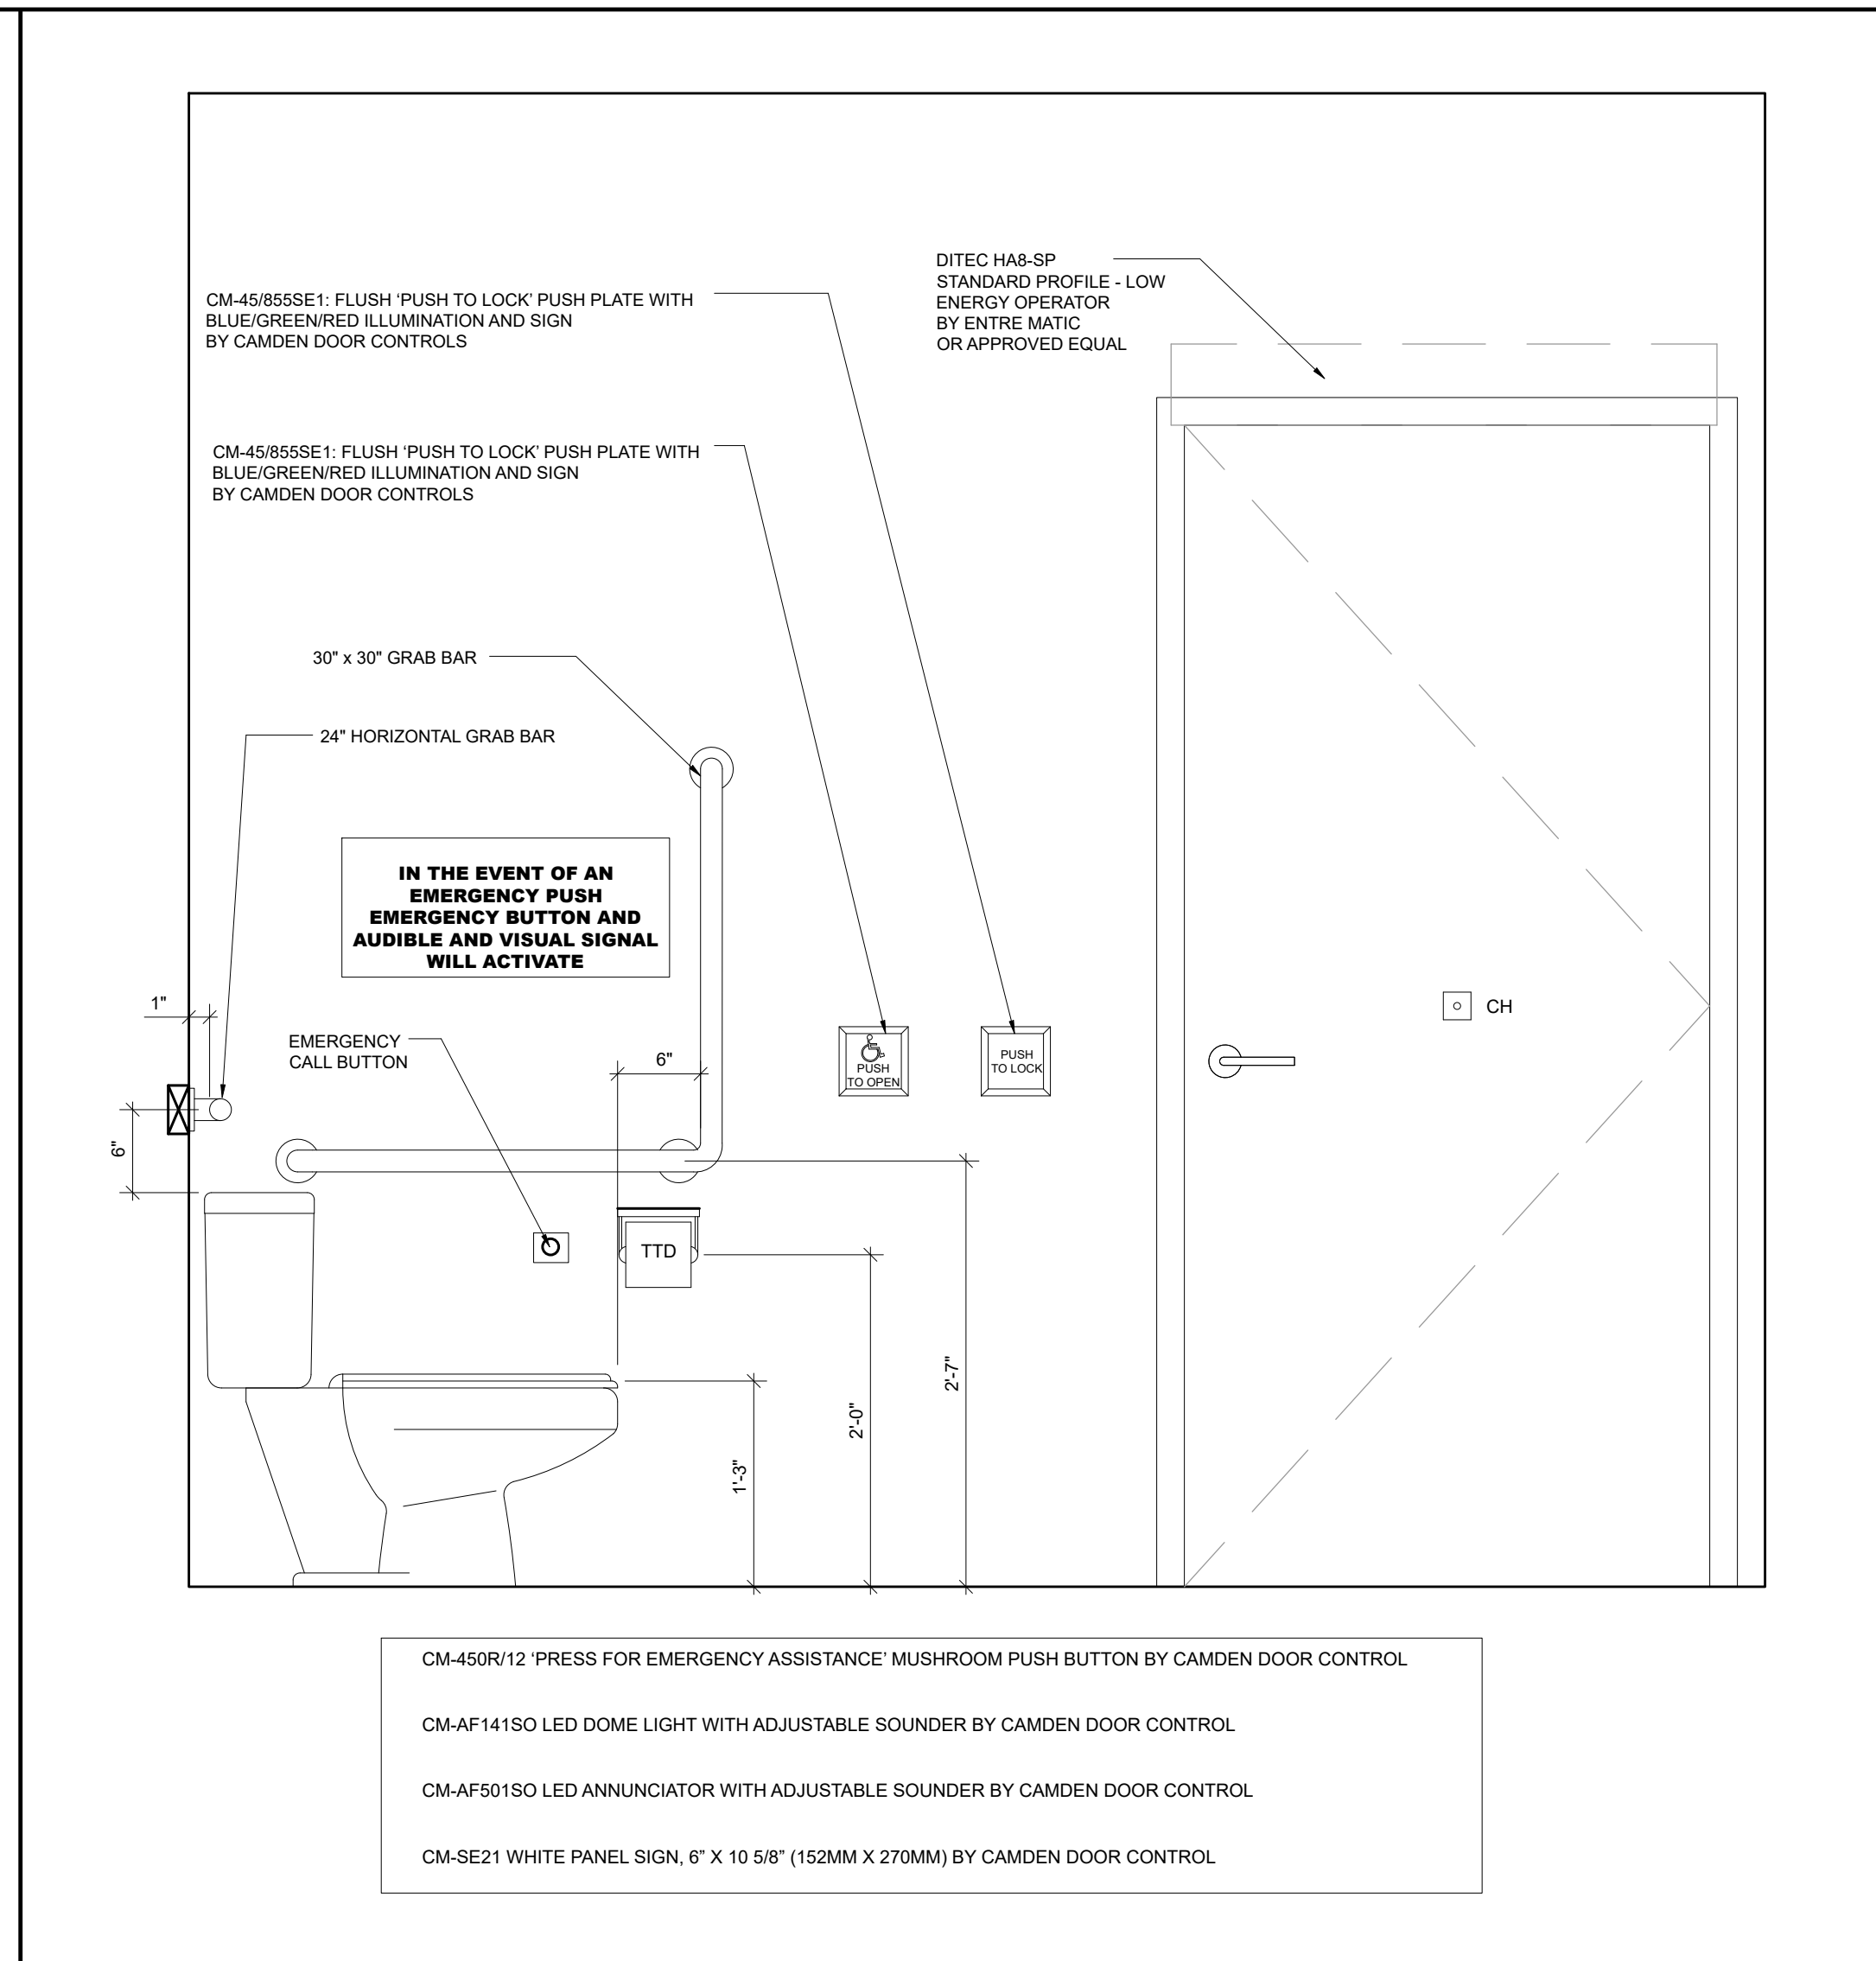 DITEC HA8-SP
STANDARD PROFILE - LOW
ENERGY OPERATOR
BY ENTRE MATIC
OR APPROVED EQUAL
CM-45/855SE1: FLUSH ‘PUSH TO LOCK’ PUSH PLATE WITH
BLUE/GREEN/RED ILLUMINATION AND SIGN
BY CAMDEN DOOR CONTROLS
CM-45/855SE1: FLUSH ‘PUSH TO LOCK’ PUSH PLATE WITH
BLUE/GREEN/RED ILLUMINATION AND SIGN
BY CAMDEN DOOR CONTROLS
30" x 30" GRAB BAR
24" HORIZONTAL GRAB BAR
IN THE EVENT OF AN
EMERGENCY PUSH
EMERGENCY BUTTON AND
AUDIBLE AND VISUAL SIGNAL
WILL ACTIVATE
1"
EMERGENCY
CALL BUTTON
6"
PUSH
TO OPEN
PUSH
TO LOCK
CH
6"
TTD
2'-7"
2'-0"
1'-3"
CM-450R/12 ‘PRESS FOR EMERGENCY ASSISTANCE’ MUSHROOM PUSH BUTTON BY CAMDEN DOOR CONTROL
CM-AF141SO LED DOME LIGHT WITH ADJUSTABLE SOUNDER BY CAMDEN DOOR CONTROL
CM-AF501SO LED ANNUNCIATOR WITH ADJUSTABLE SOUNDER BY CAMDEN DOOR CONTROL
CM-SE21 WHITE PANEL SIGN, 6” X 10 5/8” (152MM X 270MM) BY CAMDEN DOOR CONTROL